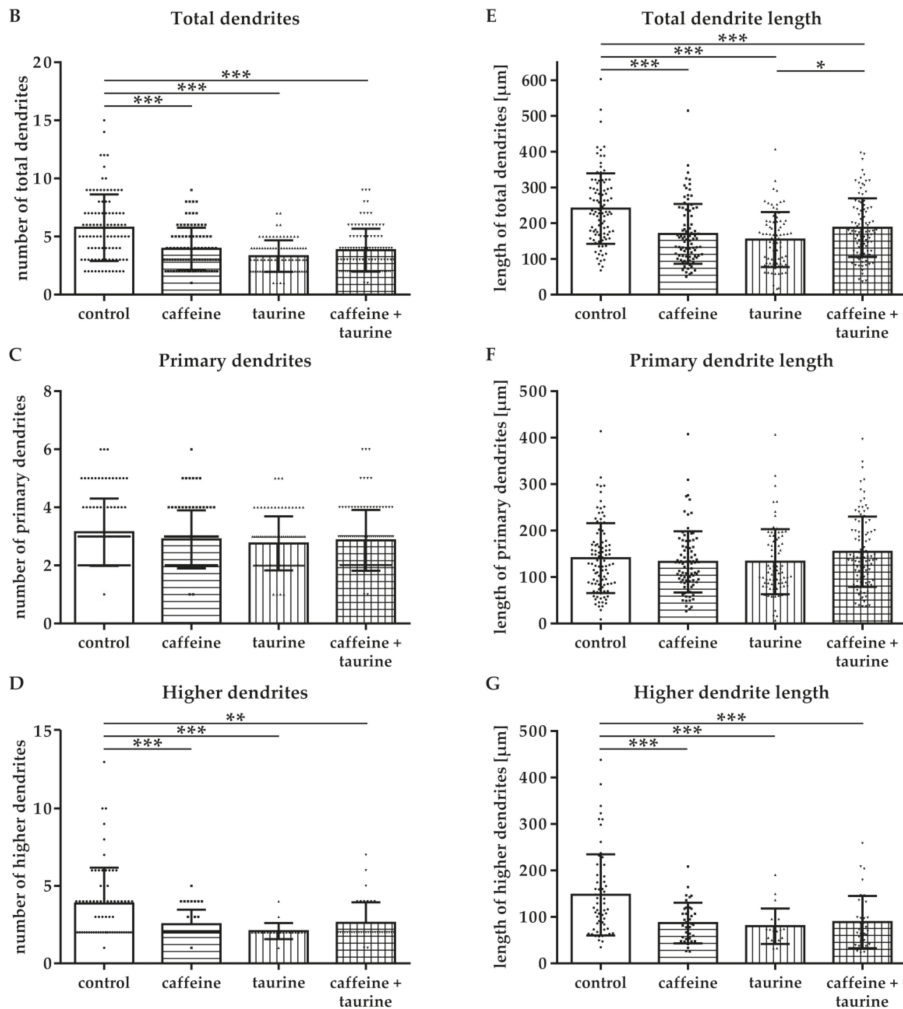 B
Total dendrites
number of total dendrites
20
15
10
5
0
***
***
***
control
caffeine
taurine
caffeine +
taurine
E
Total dendrite length
length of total dendrites [µm]
600
500
400
300
200
100
0
***
***
***
*
control
caffeine
taurine
caffeine +
taurine
C
Primary dendrites
number of primary dendrites
8
6
4
2
0
control
caffeine
taurine
caffeine +
taurine
F
Primary dendrite length
length of primary dendrites [µm]
500
400
300
200
100
0
control
caffeine
taurine
caffeine +
taurine
D
Higher dendrites
number of higher dendrites
15
10
5
0
**
***
***
control
caffeine
taurine
caffeine +
taurine
G
Higher dendrite length
length of higher dendrites [µm]
500
400
300
200
100
0
***
***
***
control
caffeine
taurine
caffeine +
taurine